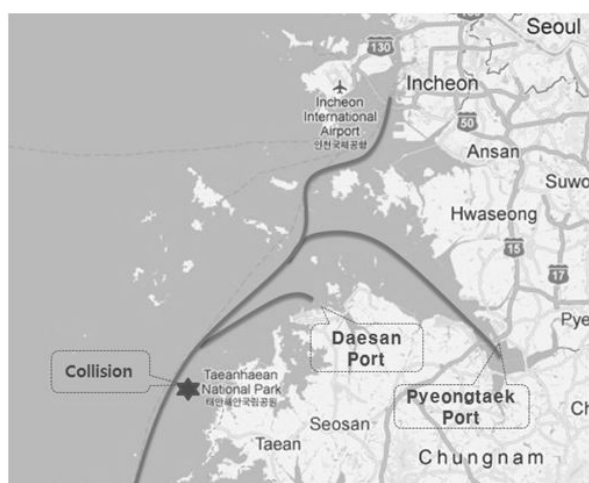 Seoul
130
Incheon
Incheon
International
Airport
인천국제공항
50
Ansan
Suwo
Hwaseong
15
17
Daesan
Port
Pye
Collision
Taeanhaean
National Park
태안해안국립공원
Pyeongtaek
Port
Seosan
Taean
Ch
Chungnam